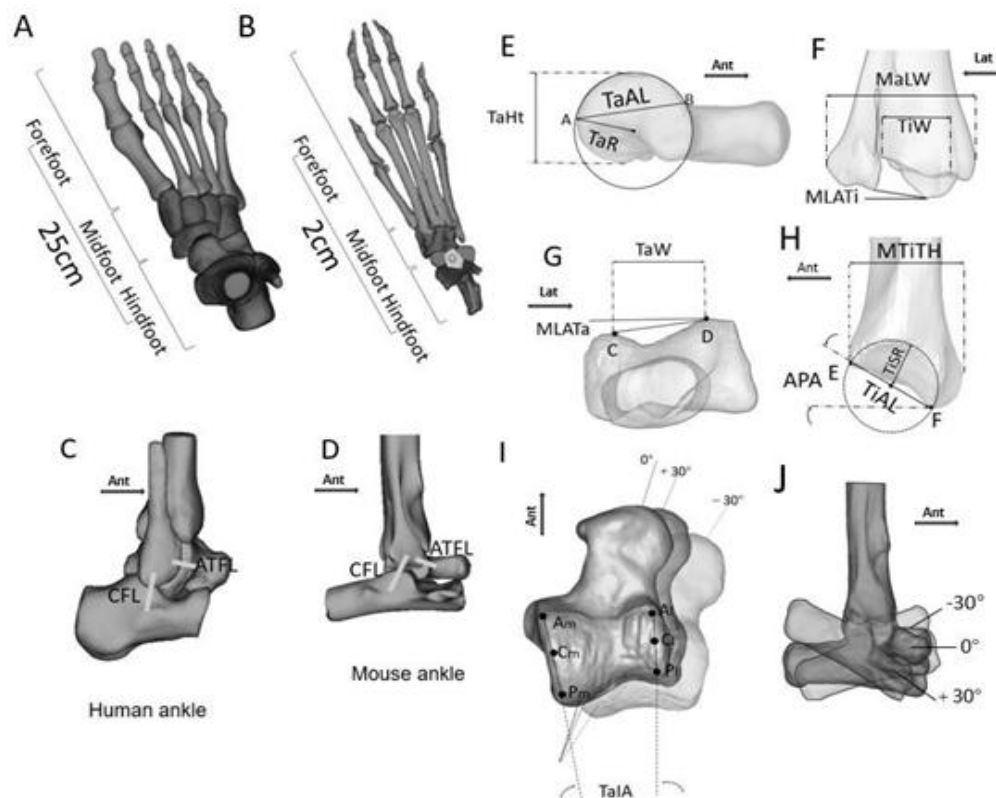 A
Forefoot
Midfoot
Hindfoot
25cm
B
Forefoot
Midfoot
Hindfoot
2cm
C
Ant
ATFL
CFL
Human ankle
D
Ant
ATFL
CFL
Mouse ankle
E
Ant
TaHt
TaAL
A
B
TaR
F
Lat
MaLW
TiW
MLATi
G
TaW
Lat
MLATa
C
D
H
Ant
MTiTH
TiSR
E
APA
TiAL
F
I
0°
+ 30°
− 30°
Ant
Am
Al
Cm
Cl
Pm
Pl
TalA
J
Ant
-30°
0°
+ 30°